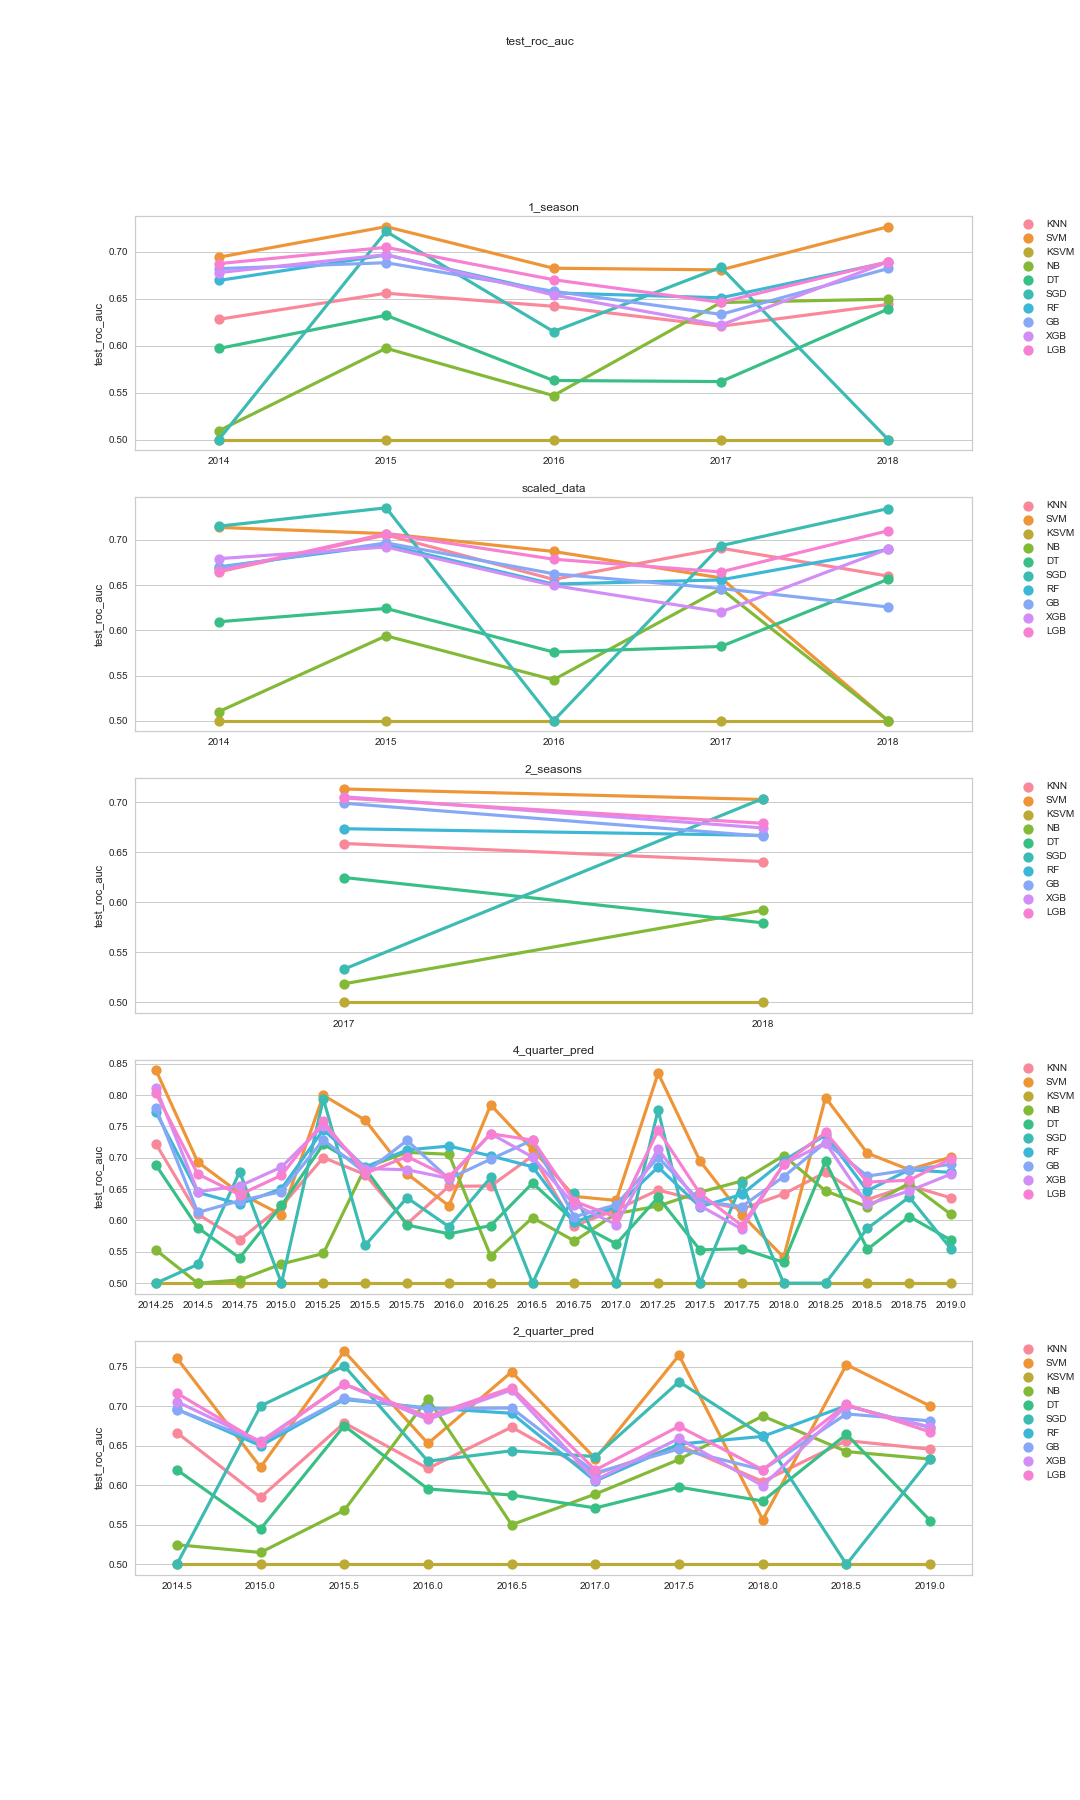 test_roc_auc
1_season
test_roc_auc
0.70
0.65
0.60
0.55
0.50
2014 2015 2016 2017 2018
KNN
SVM
KSVM
NB
DT
SGD
RF
GB
XGB
LGB
scaled_data
test_roc_auc
0.70
0.65
0.60
0.55
0.50
2014 2015 2016 2017 2018
KNN
SVM
KSVM
NB
DT
SGD
RF
GB
XGB
LGB
2_seasons
test_roc_auc
0.70
0.65
0.60
0.55
0.50
2017 2018
KNN
SVM
KSVM
NB
DT
SGD
RF
GB
XGB
LGB
4_quarter_pred
test_roc_auc
0.85
0.80
0.75
0.70
0.65
0.60
0.55
0.50
2014.25 2014.5 2014.75 2015.0 2015.25 2015.5 2015.75 2016.0 2016.25 2016.5 2016.75 2017.0 2017.25 2017.5 2017.75 2018.0 2018.25 2018.5 2018.75 2019.0
KNN
SVM
KSVM
NB
DT
SGD
RF
GB
XGB
LGB
2_quarter_pred
test_roc_auc
0.75
0.70
0.65
0.60
0.55
0.50
2014.5 2015.0 2015.5 2016.0 2016.5 2017.0 2017.5 2018.0 2018.5 2019.0
KNN
SVM
KSVM
NB
DT
SGD
RF
GB
XGB
LGB